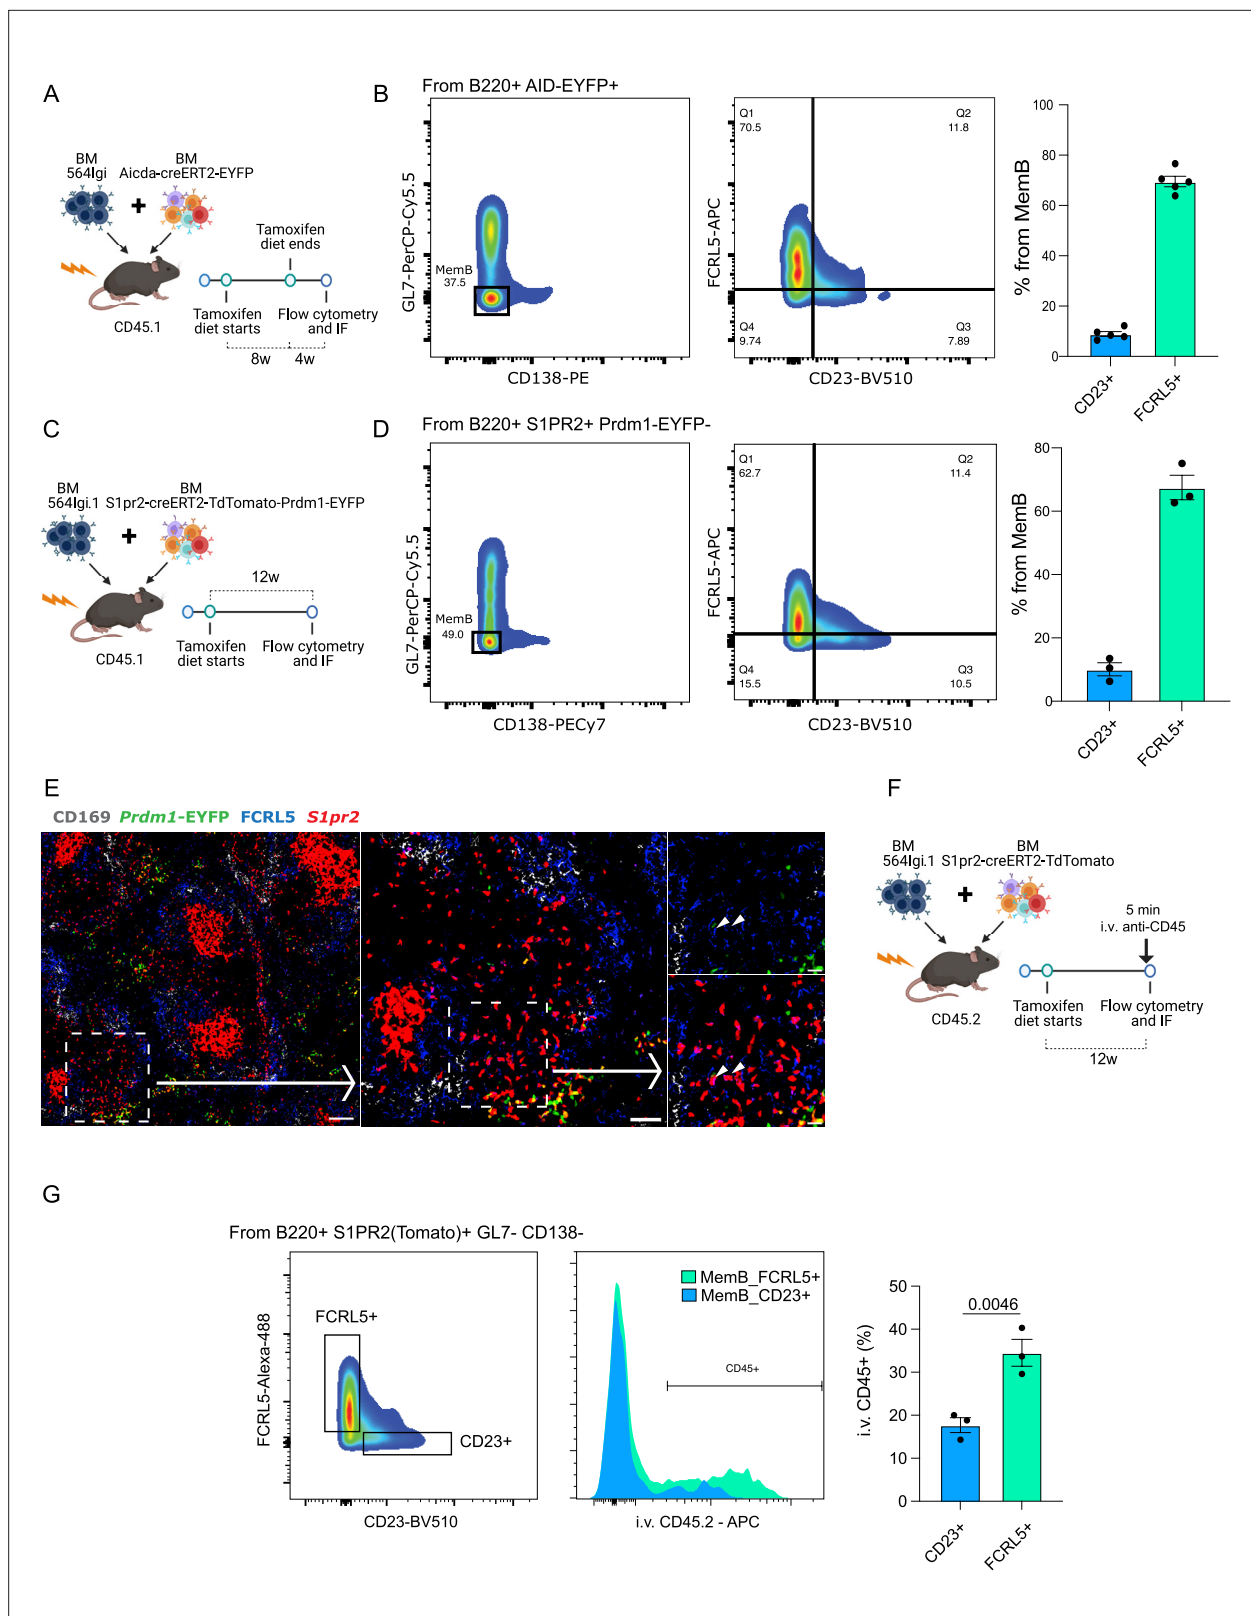 A
BM
564Igi
BM
Aicda-creERT2-EYFP
+
Tamoxifen
diet ends
CD45.1
Tamoxifen
diet starts
Flow cytometry
and IF
8w
4w
B
From B220+ AID-EYFP+
GL7-PerCP-Cy5.5
MemB
37.5
CD138-PE
FCRL5-APC
Q1
70.5
Q2
11.8
Q4
9.74
Q3
7.89
CD23-BV510
% from MemB
100
80
60
40
20
0
CD23+
FCRL5+
C
BM
564Igi.1
BM
S1pr2-creERT2-TdTomato-Prdm1-EYFP
+
12w
CD45.1
Tamoxifen
diet starts
Flow cytometry
and IF
D
From B220+ S1PR2+ Prdm1-EYFP-
GL7-PerCP-Cy5.5
MemB
49.0
CD138-PECy7
FCRL5-APC
Q1
62.7
Q2
11.4
Q4
15.5
Q3
10.5
CD23-BV510
% from MemB
80
60
40
20
0
CD23+
FCRL5+
E
CD169 Prdm1-EYFP FCRL5 S1pr2
F
BM
564Igi.1
BM
S1pr2-creERT2-TdTomato
+
5 min
i.v. anti-CD45
CD45.2
Tamoxifen
diet starts
Flow cytometry
and IF
12w
G
From B220+ S1PR2(Tomato)+ GL7- CD138-
FCRL5-Alexa-488
FCRL5+
CD23+
CD23-BV510
MemB_FCRL5+
MemB_CD23+
CD45+
i.v. CD45.2 - APC
i.v. CD45+ (%)
50
40
30
20
10
0
0.0046
CD23+
FCRL5+